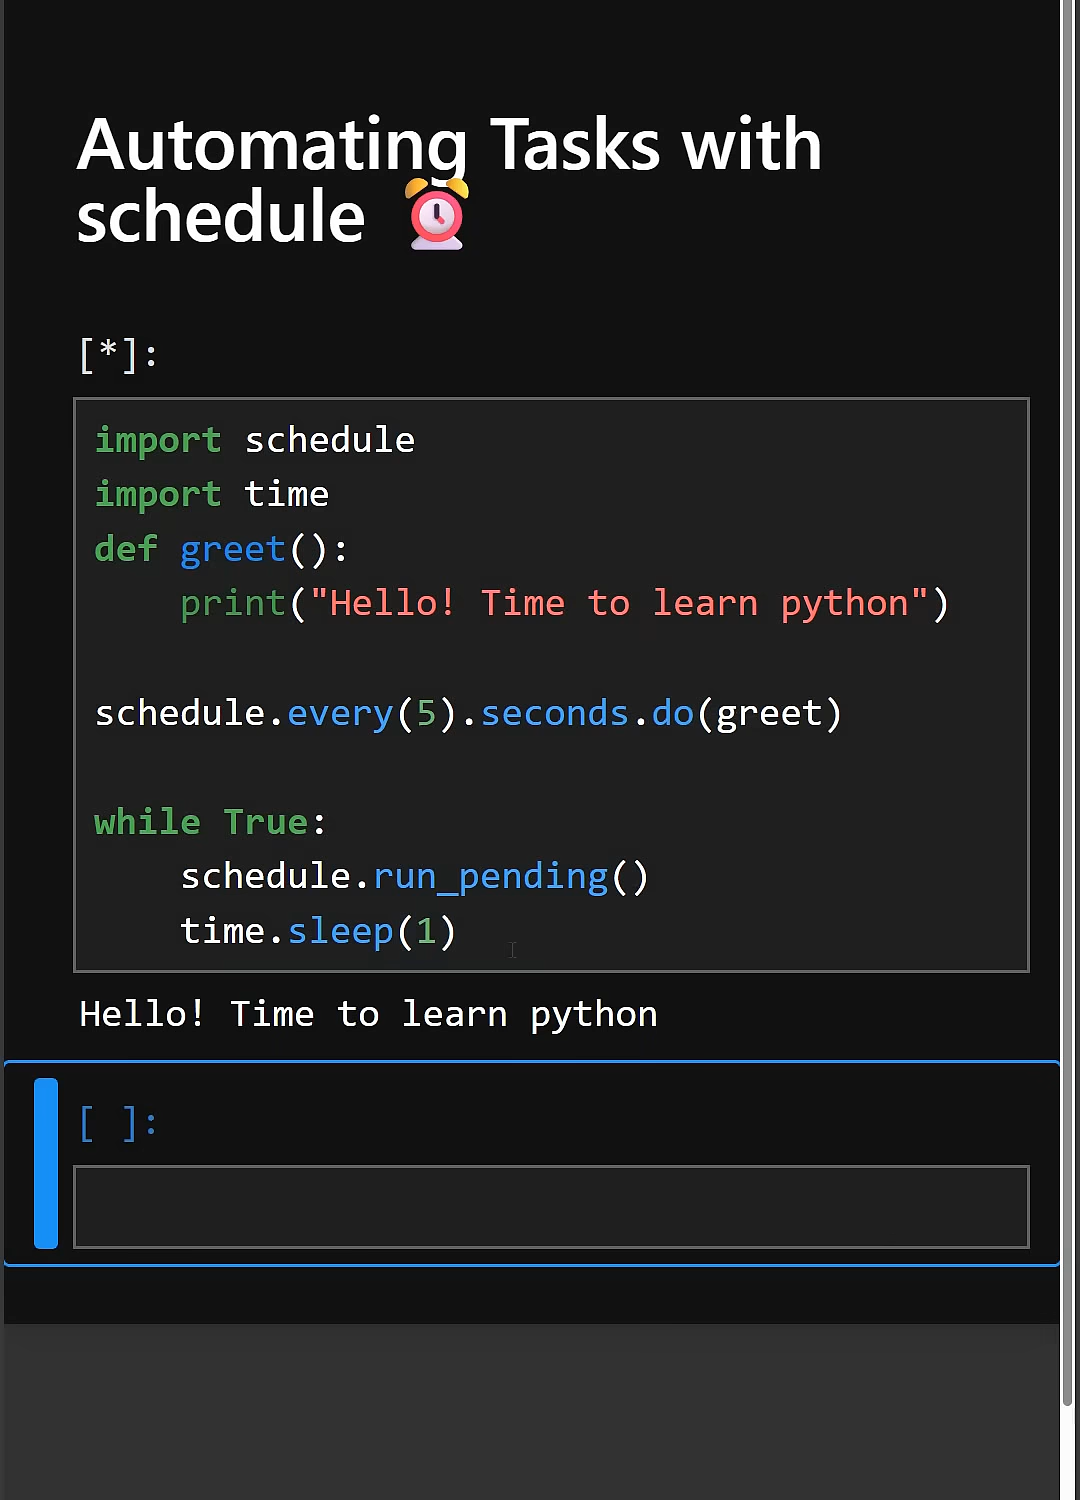 Automating Tasks with
schedule ⏰
[*]:
import schedule
import time
def greet():
    print("Hello! Time to learn python")
schedule.every(5).seconds.do(greet)
while True:
    schedule.run_pending()
    time.sleep(1)
Hello! Time to learn python
[ ]: